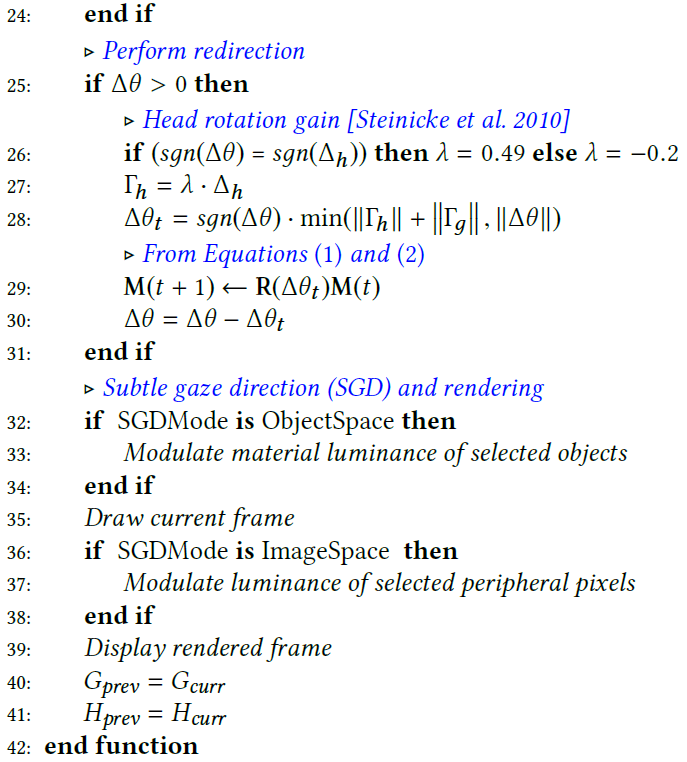 24: end if
▹ Perform redirection
25: if Δθ > 0 then
▹ Head rotation gain [Steinicke et al. 2010]
26: if (sgn(Δθ) = sgn(Δₕ)) then λ = 0.49 else λ = −0.2
27: Γₕ = λ · Δₕ
28: Δθₜ = sgn(Δθ) · min(‖Γₕ‖ + ‖Γ_g‖ , ‖Δθ‖)
▹ From Equations (1) and (2)
29: M(t + 1) ← R(Δθₜ)M(t)
30: Δθ = Δθ − Δθₜ
31: end if
▹ Subtle gaze direction (SGD) and rendering
32: if SGDMode is ObjectSpace then
33: Modulate material luminance of selected objects
34: end if
35: Draw current frame
36: if SGDMode is ImageSpace then
37: Modulate luminance of selected peripheral pixels
38: end if
39: Display rendered frame
40: G_prev = G_curr
41: H_prev = H_curr
42: end function